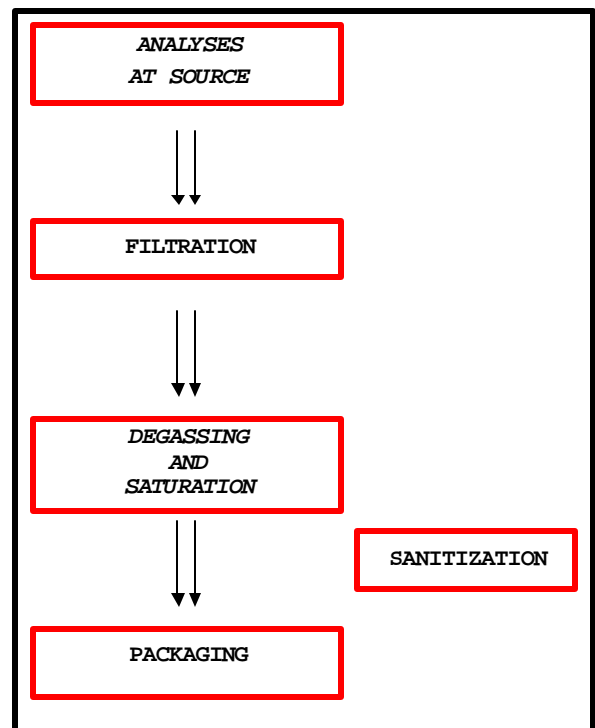 ANALYSES
AT SOURCE
FILTRATION
DEGASSING
AND
SATURATION
SANITIZATION
PACKAGING